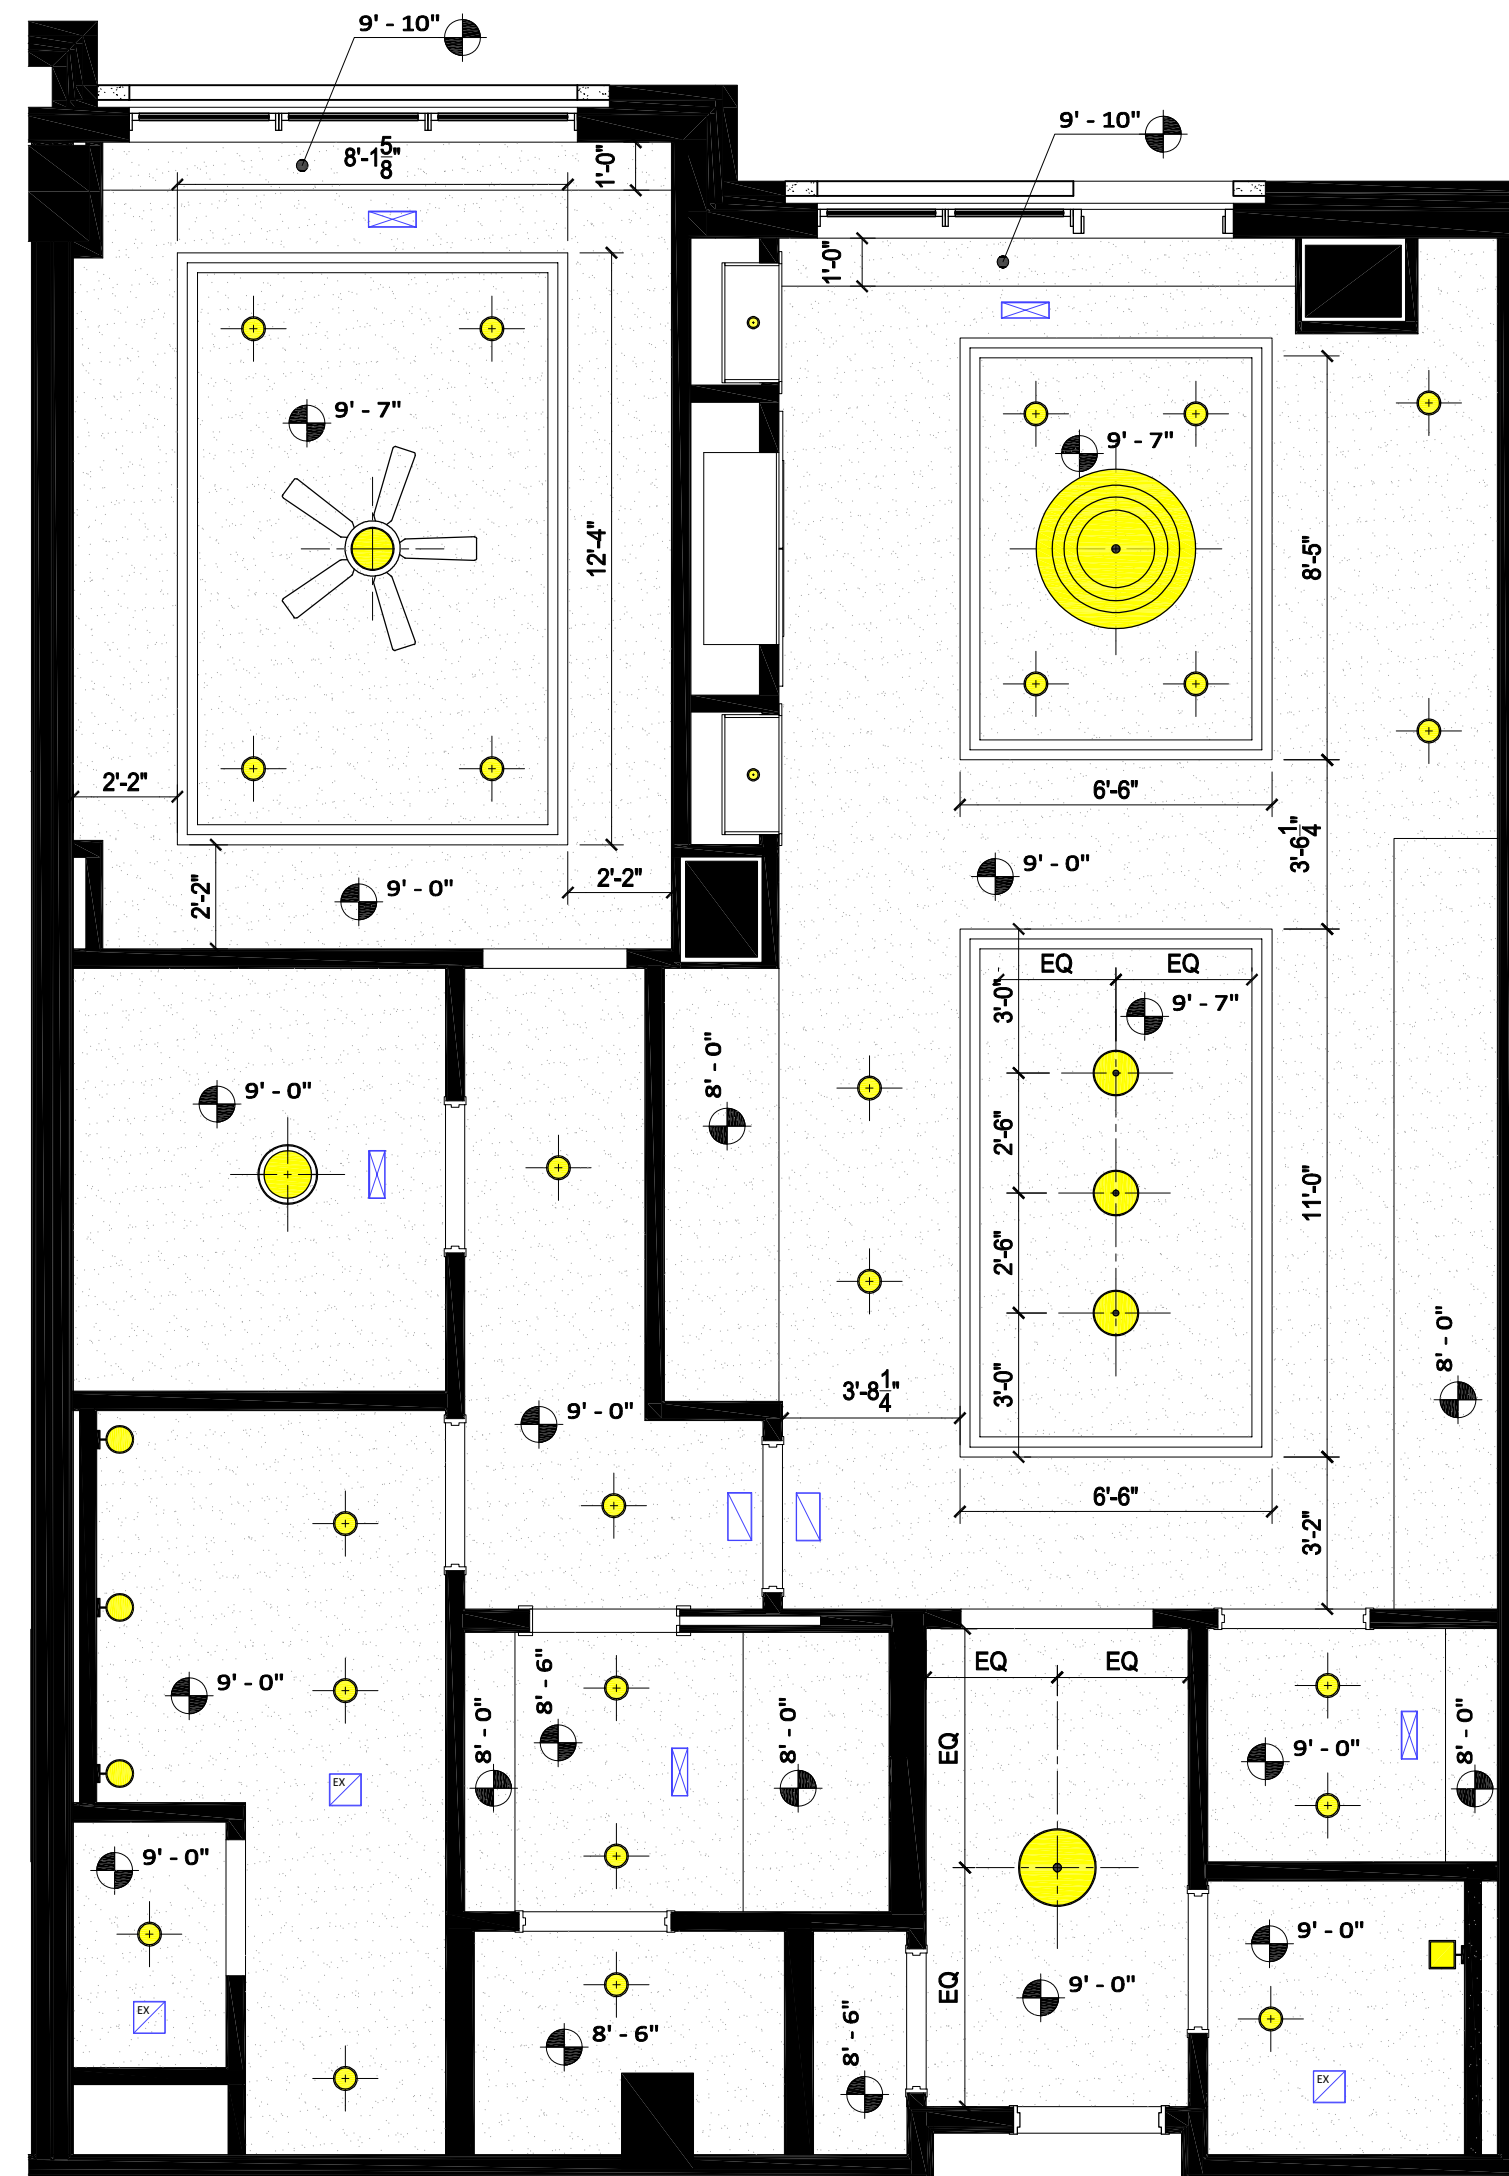 9' - 10"
9' - 10"
8'-1 5/8"
1'-0"
1'-0"
9' - 7"
9' - 7"
12'-4"
8'-5"
2'-2"
6'-6"
3'-6 1/4"
9' - 0"
2'-2"
2'-2"
9' - 0"
EQ
EQ
3'-0"
9' - 7"
8' - 0"
9' - 0"
2'-6"
11'-0"
2'-6"
8' - 0"
3'-8 1/4"
3'-0"
9' - 0"
6'-6"
3'-2"
EQ
EQ
8' - 6"
9' - 0"
8' - 0"
8' - 0"
EQ
9' - 0"
8' - 0"
EX
9' - 0"
9' - 0"
EQ
9' - 0"
EX
8' - 6"
8' - 6"
EX